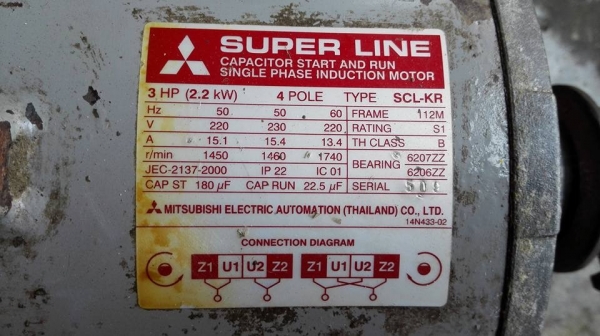 SUPER LINE
CAPACITOR START AND RUN
SINGLE PHASE INDUCTION MOTOR
3 HP (2.2 kW) 4 POLE TYPE SCL-KR
Hz 50 50 60 FRAME 112M
V 220 230 220 RATING S1
A 15.1 15.4 13.4 TH CLASS B
r/min 1450 1460 1740 BEARING 6207ZZ
JEC-2137-2000 IP 22 IC 01 6206ZZ
CAP ST 180 µF CAP RUN 22.5 µF SERIAL
MITSUBISHI ELECTRIC AUTOMATION (THAILAND) CO., LTD.
14N433-02
CONNECTION DIAGRAM
Z1 U1 U2 Z2 Z1 U1 U2 Z2